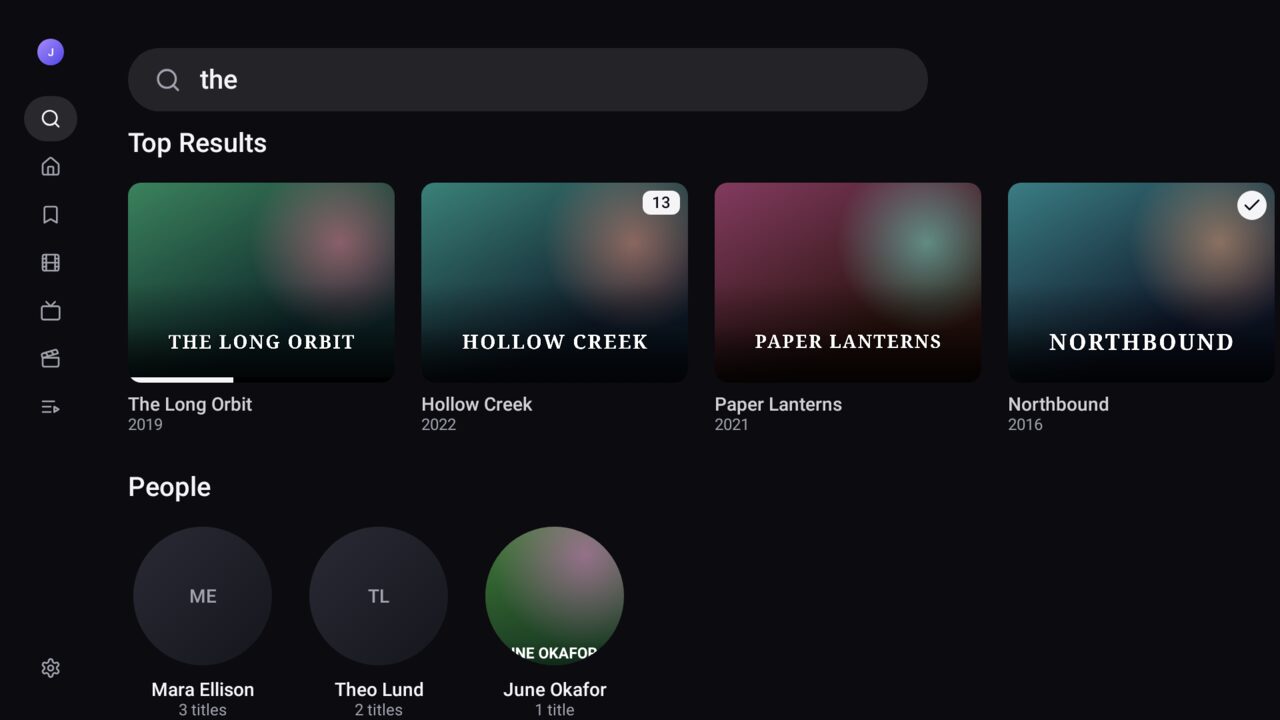 J
the
Top Results
THE LONG ORBIT
13
HOLLOW CREEK
PAPER LANTERNS
NORTHBOUND
The Long Orbit
2019
Hollow Creek
2022
Paper Lanterns
2021
Northbound
2016
People
ME
TL
UNE OKAFOR
Mara Ellison
3 titles
Theo Lund
2 titles
June Okafor
1 title